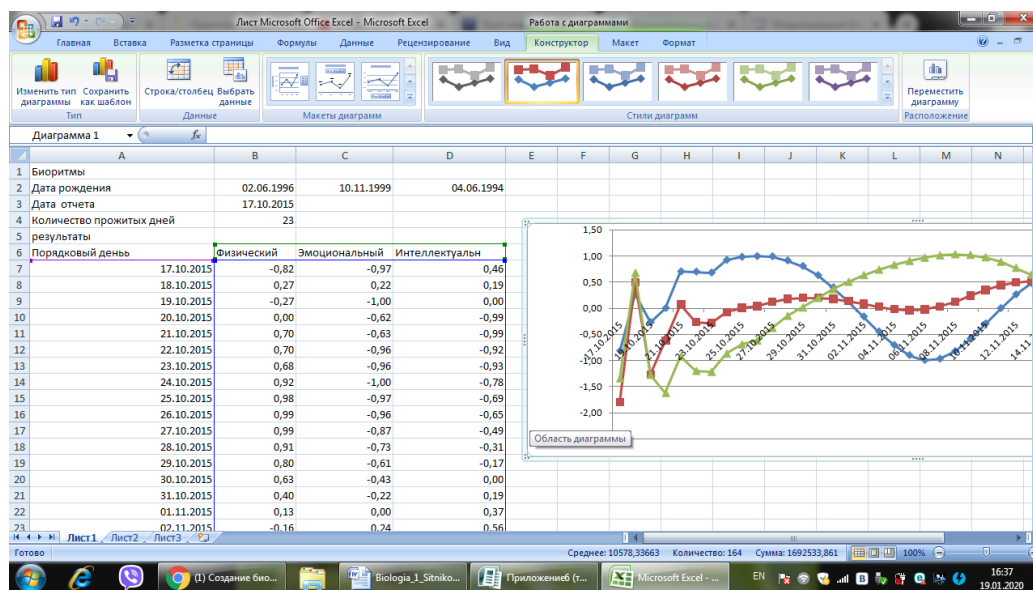 Лист Microsoft Office Excel - Microsoft Excel
Работа с диаграммами
Главная Вставка Разметка страницы Формулы Данные Рецензирование Вид Конструктор Макет Формат
Изменить тип диаграммы
Сохранить как шаблон
Строка/столбец
Выбрать данные
Переместить диаграмму
Тип Данные Макеты диаграмм Стили диаграмм Расположение
Диаграмма 1 fx
A B C D E F G H I J K L M N
1 Биоритмы
2 Дата рождения 02.06.1996 10.11.1999 04.06.1994
3 Дата отчета 17.10.2015
4 Количество прожитых дней 23
5 результаты
6 Порядковый деньь Физический Эмоциональный Интеллектуальн
7 17.10.2015 -0,82 -0,97 0,46
8 18.10.2015 0,27 0,22 0,19
9 19.10.2015 -0,27 -1,00 0,00
10 20.10.2015 0,00 -0,62 -0,99
11 21.10.2015 0,70 -0,63 -0,99
12 22.10.2015 0,70 -0,96 -0,92
13 23.10.2015 0,68 -0,96 -0,93
14 24.10.2015 0,92 -1,00 -0,78
15 25.10.2015 0,98 -0,97 -0,69
16 26.10.2015 0,99 -0,96 -0,65
17 27.10.2015 0,99 -0,87 -0,49
18 28.10.2015 0,91 -0,73 -0,31
19 29.10.2015 0,80 -0,61 -0,17
20 30.10.2015 0,63 -0,43 0,00
21 31.10.2015 0,40 -0,22 0,19
22 01.11.2015 0,13 0,00 0,37
23 02.11.2015 -0,16 0,24 0,56
1,50
1,00
0,50
0,00
-0,50
-1,00
-1,50
-2,00
17.10.2015 19.10.2015 21.10.2015 23.10.2015 25.10.2015 27.10.2015 29.10.2015 31.10.2015 02.11.2015 04.11.2015 06.11.2015 08.11.2015 10.11.2015 12.11.2015 14.11
Область диаграммы
Лист1 Лист2 Лист3
Готово Среднее: 10578,33663 Количество: 164 Сумма: 1692533,861 100%
(1) Создание био... Biologia_1_Sitniko... Приложение6 (т... Microsoft Excel - ... EN 16:37
19.01.2020